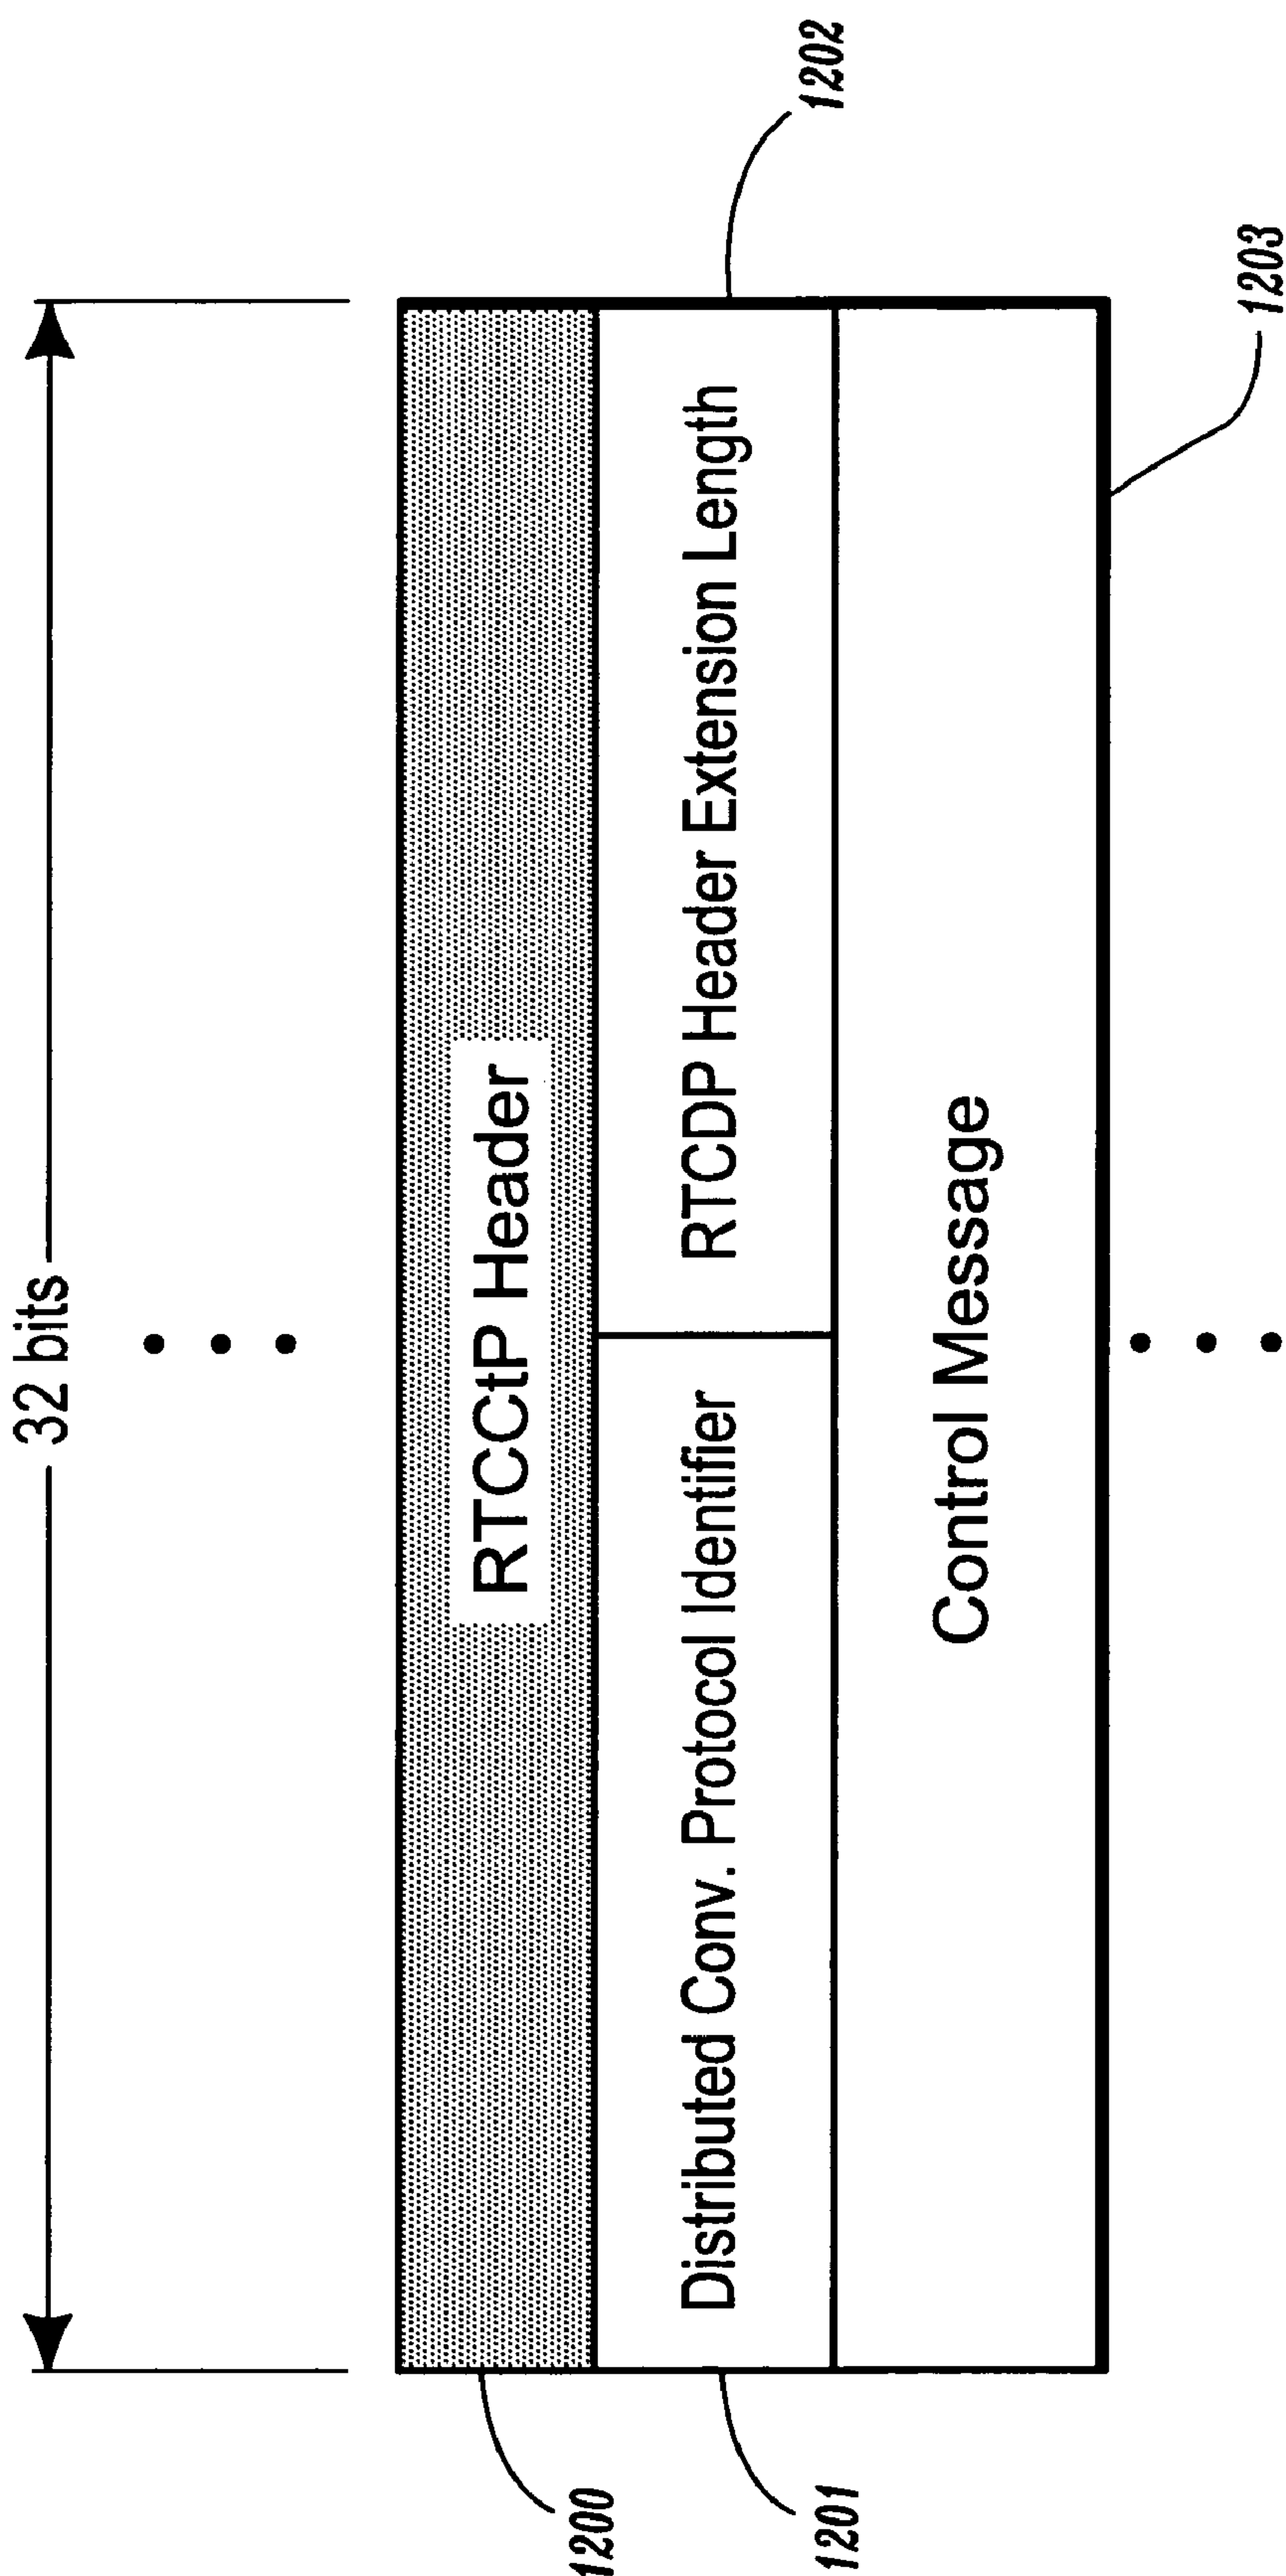 32 bits
RTCCtP Header
Distributed Conv. Protocol Identifier
RTCDP Header Extension Length
Control Message
1200
1201
1202
1203